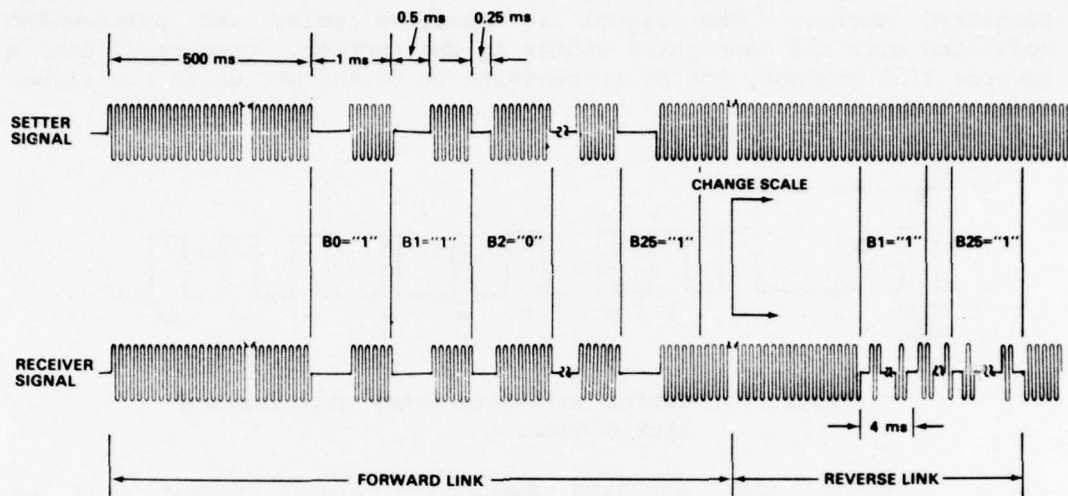 0.5 ms 0.25 ms
500 ms 1 ms
SETTER
SIGNAL
CHANGE SCALE
B0="1" B1="1" B2="0" B25="1" B1="1" B25="1"
RECEIVER
SIGNAL
4 ms
FORWARD LINK REVERSE LINK